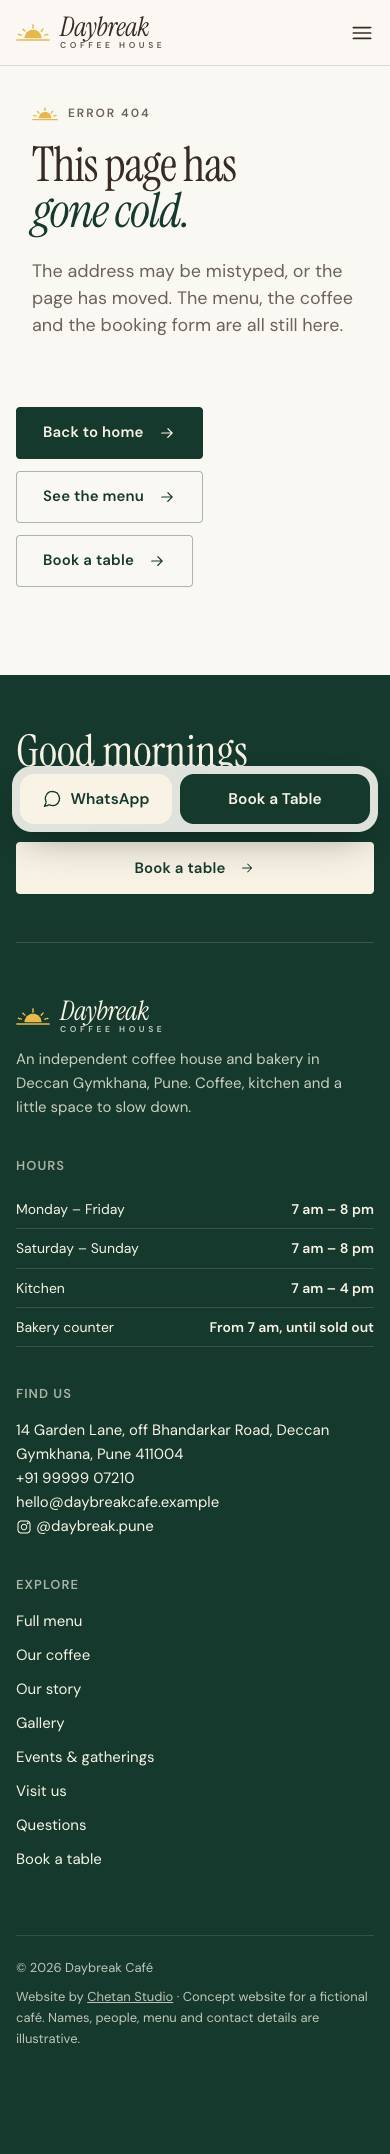 Daybreak
COFFEE HOUSE
ERROR 404
This page has
gone cold.
The address may be mistyped, or the
page has moved. The menu, the coffee
and the booking form are all still here.
Back to home →
See the menu →
Book a table →
Good mornings
WhatsApp
Book a Table
Book a table →
Daybreak
COFFEE HOUSE
An independent coffee house and bakery in
Deccan Gymkhana, Pune. Coffee, kitchen and a
little space to slow down.
HOURS
Monday – Friday 7 am – 8 pm
Saturday – Sunday 7 am – 8 pm
Kitchen 7 am – 4 pm
Bakery counter From 7 am, until sold out
FIND US
14 Garden Lane, off Bhandarkar Road, Deccan
Gymkhana, Pune 411004
+91 99999 07210
hello@daybreakcafe.example
@daybreak.pune
EXPLORE
Full menu
Our coffee
Our story
Gallery
Events & gatherings
Visit us
Questions
Book a table
© 2026 Daybreak Café
Website by Chetan Studio · Concept website for a fictional
café. Names, people, menu and contact details are
illustrative.